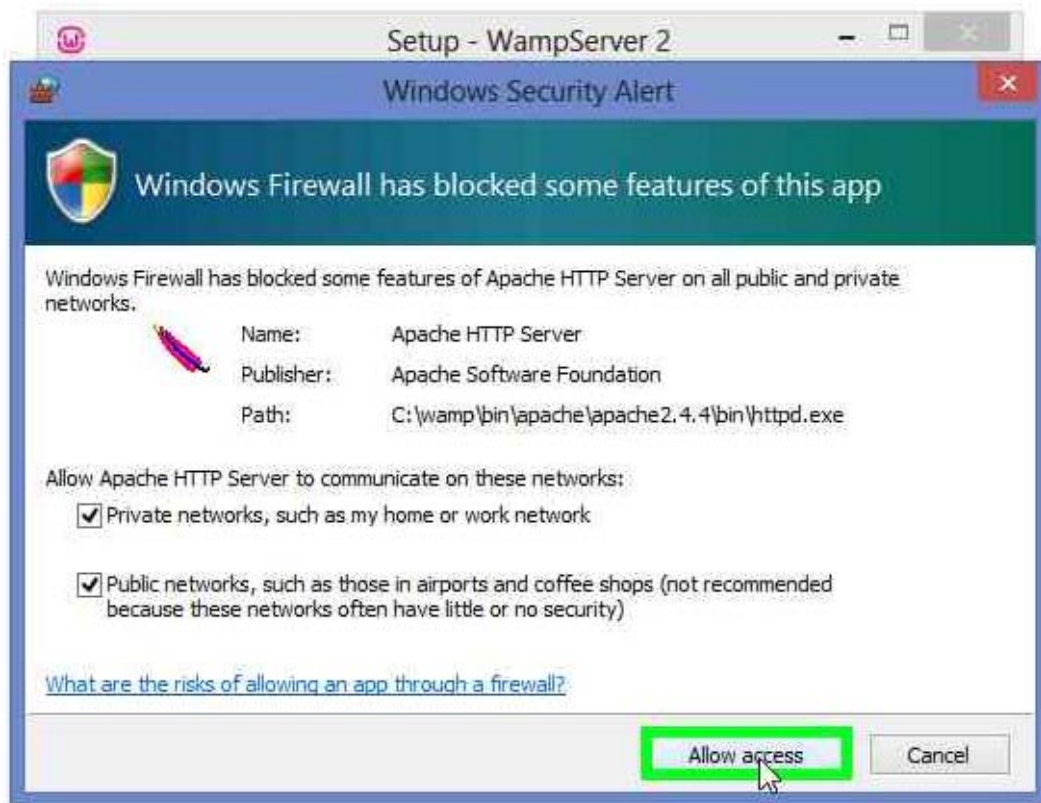 Setup - WampServer 2
Windows Security Alert
Windows Firewall has blocked some features of this app
Windows Firewall has blocked some features of Apache HTTP Server on all public and private
networks.
Name: Apache HTTP Server
Publisher: Apache Software Foundation
Path: C:\wamp\bin\apache\apache2.4.4\bin\httpd.exe
Allow Apache HTTP Server to communicate on these networks:
Private networks, such as my home or work network
Public networks, such as those in airports and coffee shops (not recommended
because these networks often have little or no security)
What are the risks of allowing an app through a firewall?
Allow access Cancel